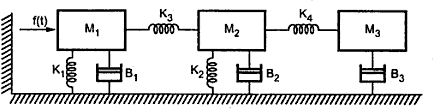 f(t) M₁ K₃ M₂ K₄ M₃
K₁ B₁ K₂ B₂ B₃